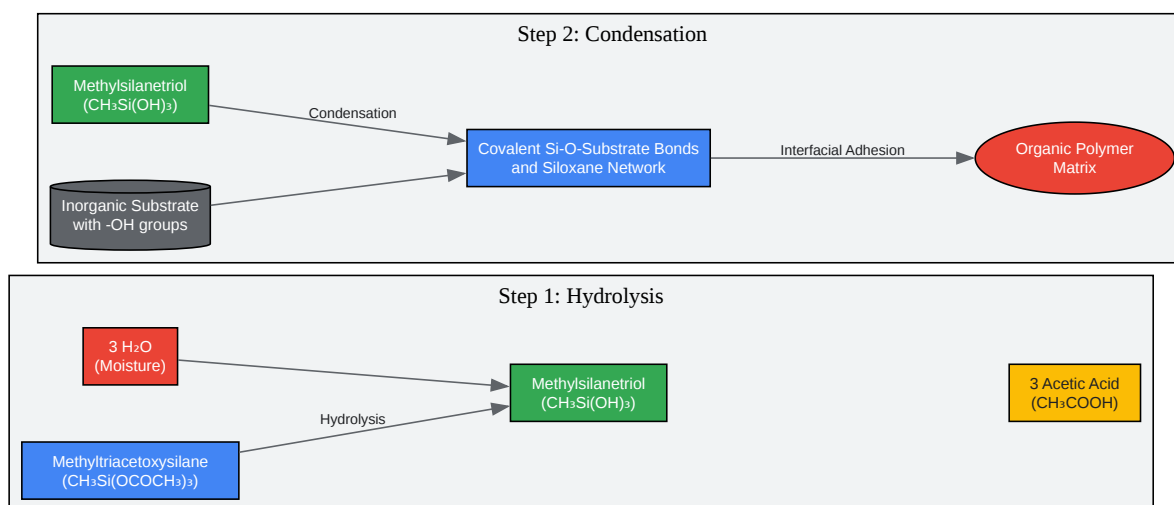 Step 2: Condensation
Methylsilanetriol
(CH₃Si(OH)₃)
Condensation
Inorganic Substrate
with -OH groups
Covalent Si-O-Substrate Bonds
and Siloxane Network
Interfacial Adhesion
Organic Polymer
Matrix
Step 1: Hydrolysis
3 H₂O
(Moisture)
Methyltriacetoxysilane
(CH₃Si(OCOCH₃)₃)
Hydrolysis
Methylsilanetriol
(CH₃Si(OH)₃)
3 Acetic Acid
(CH₃COOH)